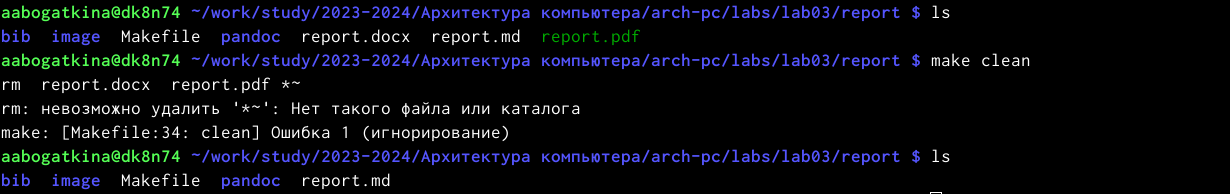 aabogatkina@dk8n74 ~/work/study/2023-2024/Архитектура компьютера/arch-pc/labs/lab03/report $ ls
bib  image  Makefile  pandoc  report.docx  report.md  report.pdf
aabogatkina@dk8n74 ~/work/study/2023-2024/Архитектура компьютера/arch-pc/labs/lab03/report $ make clean
rm  report.docx  report.pdf *~
rm: невозможно удалить '*~': Нет такого файла или каталога
make: [Makefile:34: clean] Ошибка 1 (игнорирование)
aabogatkina@dk8n74 ~/work/study/2023-2024/Архитектура компьютера/arch-pc/labs/lab03/report $ ls
bib  image  Makefile  pandoc  report.md